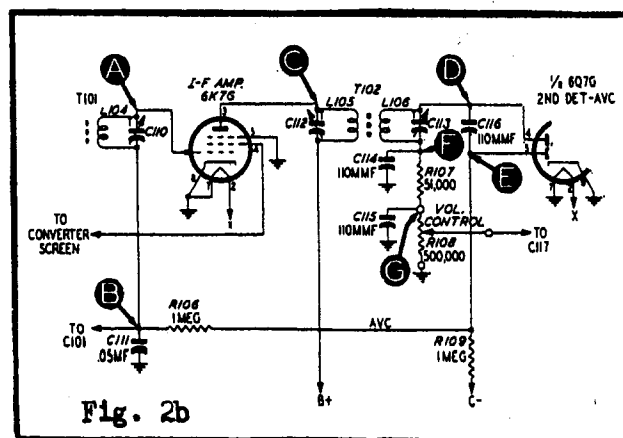 A
C
D
I-F AMP.
6K7G
T101
L104
C110
L105
T102
L106
C112
C113
C116
110MMF
½ 6Q7G
2ND DET-AVC
C114
110MMF
F
E
R107
51,000
X
C115
110MMF
VOL.
CONTROL
R108
500,000
G
TO
C117
X
TO
CONVERTER
SCREEN
B
R106
1MEG
AVC
TO
C101
C111
.05MF
R109
1MEG
B+
C-
Fig. 2b